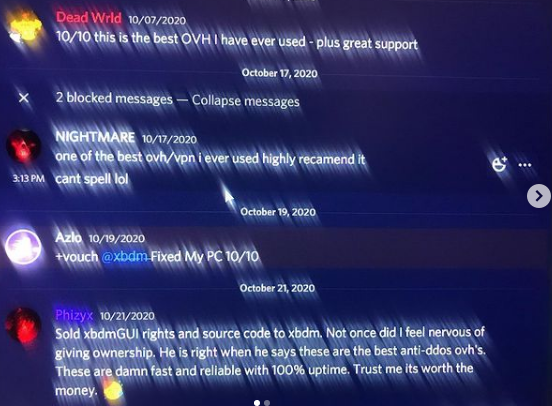 Dead Wrld 10/07/2020
10/10 this is the best OVH I have ever used - plus great support
October 17, 2020
2 blocked messages — Collapse messages
NIGHTMARE 10/17/2020
one of the best ovh/vpn i ever used highly recamend it
3:13 PM cant spell lol
October 19, 2020
Azlo 10/19/2020
+vouch @xbdm Fixed My PC 10/10
October 21, 2020
Phizyx 10/21/2020
Sold xbdmGUI rights and source code to xbdm. Not once did I feel nervous of
giving ownership. He is right when he says these are the best anti-ddos ovh's.
These are damn fast and reliable with 100% uptime. Trust me its worth the
money.